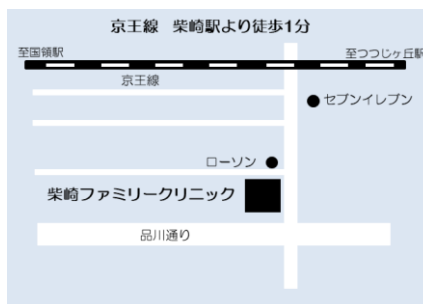 京王線 柴崎駅より徒歩1分
至国領駅
至つつじヶ丘駅
京王線
セブンイレブン
ローソン
柴崎ファミリークリニック
品川通り